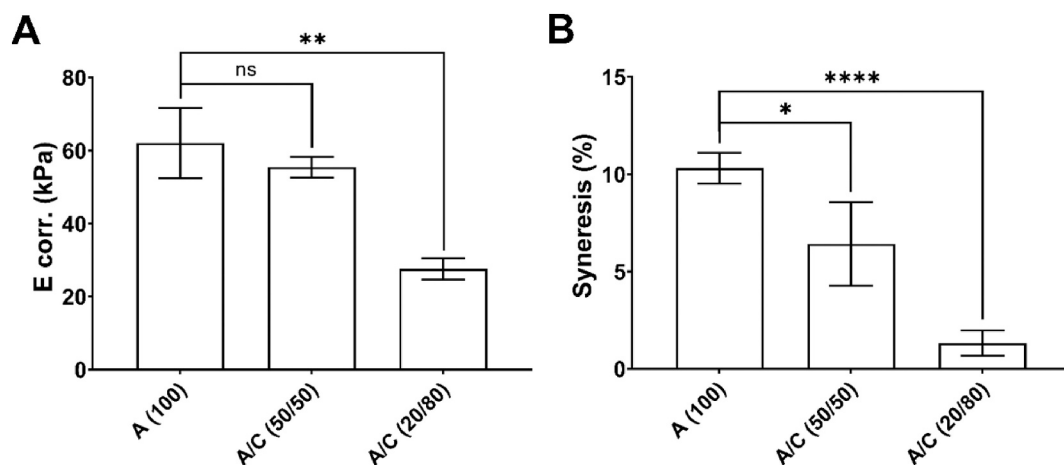 A
**
ns
80
60
40
20
0
E corr. (kPa)
A (100)
A/C (50/50)
A/C (20/80)
B
****
*
15
10
5
0
Syneresis (%)
A (100)
A/C (50/50)
A/C (20/80)